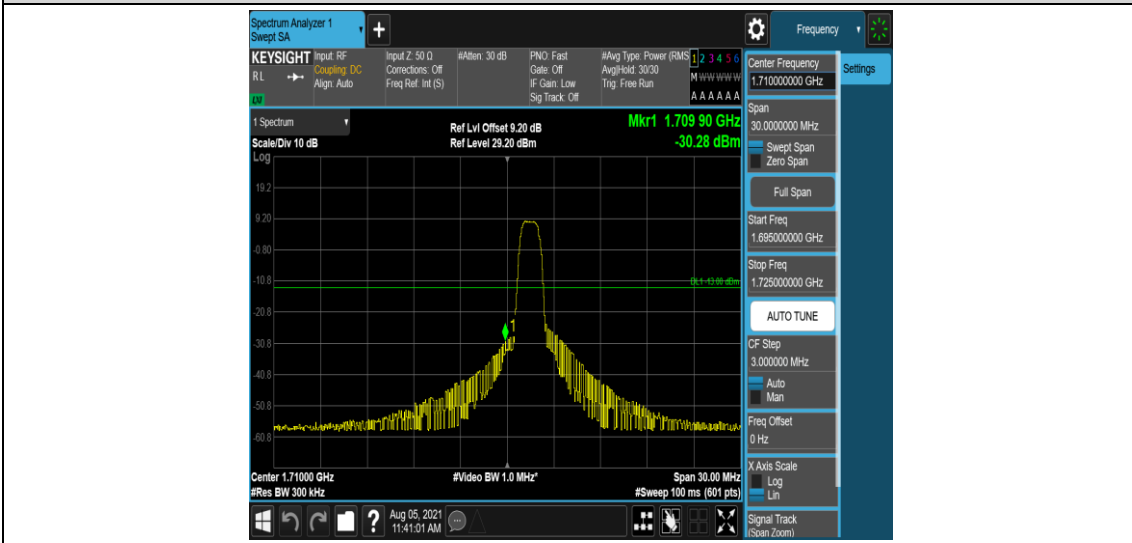 Spectrum Analyzer 1
Swept SA
+
Frequency
KEYSIGHT
RL
LXI
Input: RF
Coupling: DC
Align: Auto
Input Z: 50 Ω
Corrections: Off
Freq Ref: Int (S)
#Atten: 30 dB
PNO: Fast
Gate: Off
IF Gain: Low
Sig Track: Off
#Avg Type: Power (RMS
Avg|Hold: 30/30
Trig: Free Run
1 2 3 4 5 6
M W W W W W
A A A A A A
Center Frequency
1.710000000 GHz
Settings
Span
30.0000000 MHz
Swept Span
Zero Span
Full Span
Start Freq
1.695000000 GHz
Stop Freq
1.725000000 GHz
AUTO TUNE
CF Step
3.000000 MHz
Auto
Man
Freq Offset
0 Hz
X Axis Scale
Log
Lin
Signal Track
(Span Zoom)
1 Spectrum
Scale/Div 10 dB
Log
Ref Lvl Offset 9.20 dB
Ref Level 29.20 dBm
Mkr1 1.709 90 GHz
-30.28 dBm
19.2
9.20
-0.80
-10.8
DL1 -13.00 dBm
-20.8
1
-30.8
-40.8
-50.8
-60.8
Center 1.71000 GHz
#Res BW 300 kHz
#Video BW 1.0 MHz*
Span 30.00 MHz
#Sweep 100 ms (601 pts)
?
Aug 05, 2021
11:41:01 AM